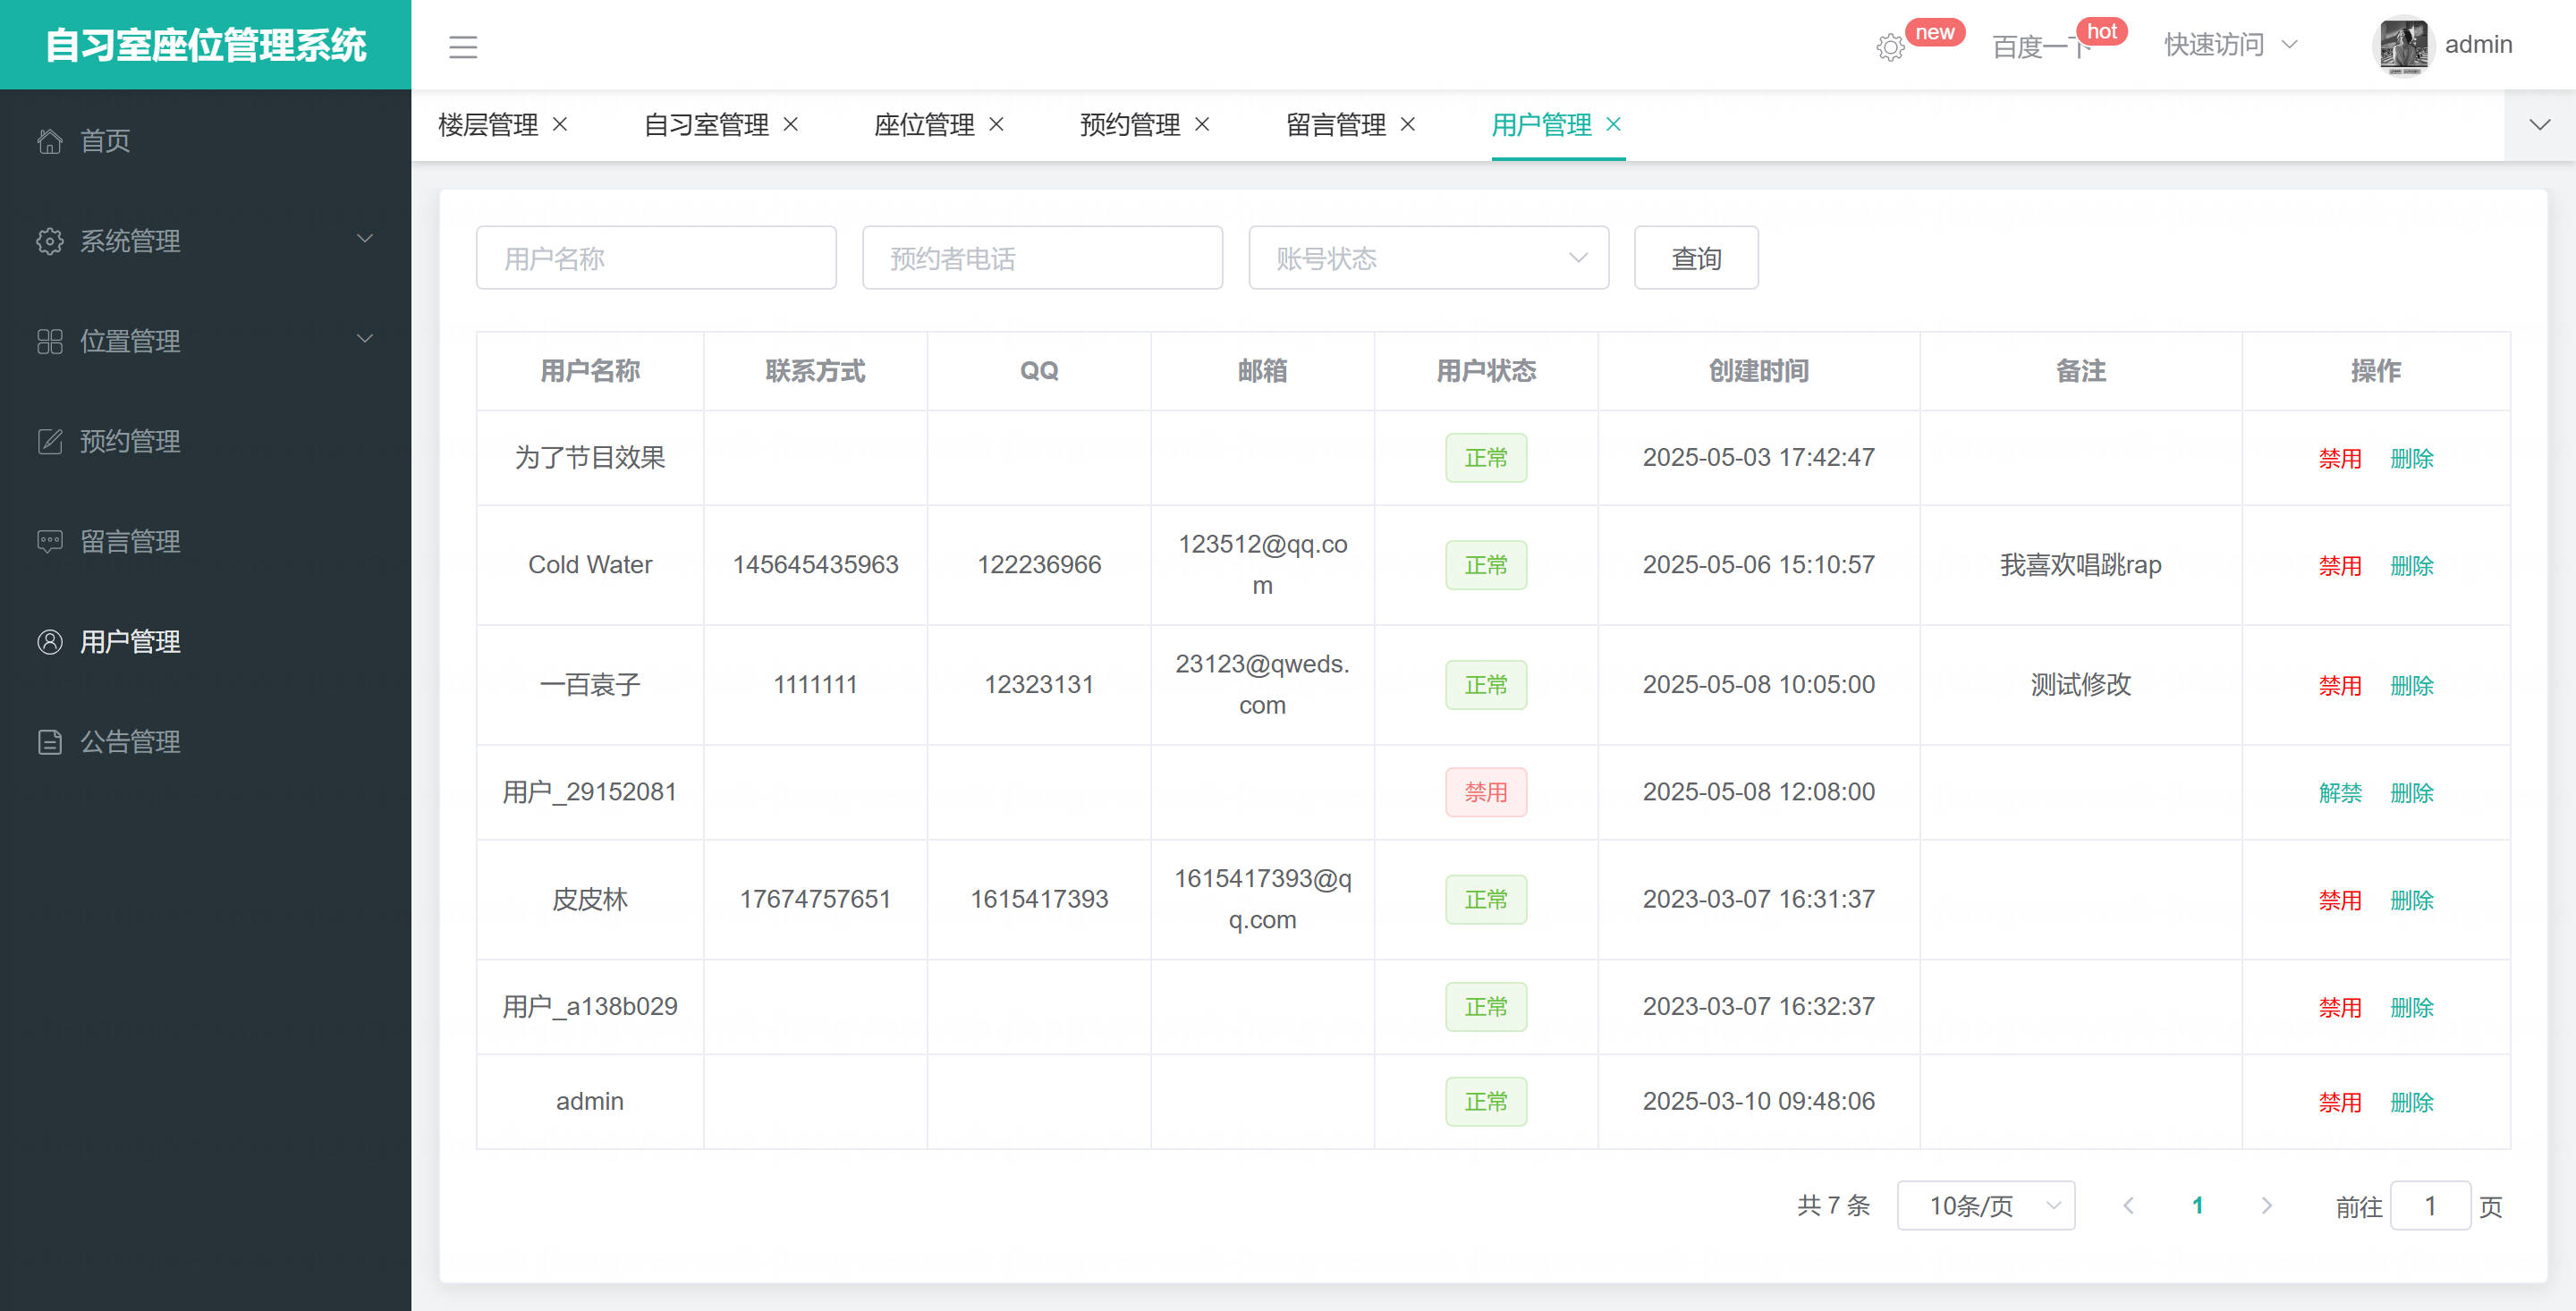 自习室座位管理系统
new
百度一下
hot
快速访问
admin
楼层管理
自习室管理
座位管理
预约管理
留言管理
用户管理
首页
系统管理
位置管理
预约管理
留言管理
用户管理
公告管理
用户名称
预约者电话
账号状态
查询
用户名称 联系方式 QQ 邮箱 用户状态 创建时间 备注 操作
为了节目效果 正常 2025-05-03 17:42:47 禁用 删除
Cold Water 145645435963 122236966 123512@qq.co
m 正常 2025-05-06 15:10:57 我喜欢唱跳rap 禁用 删除
一百袁子 1111111 12323131 23123@qweds.
com 正常 2025-05-08 10:05:00 测试修改 禁用 删除
用户_29152081 禁用 2025-05-08 12:08:00 解禁 删除
皮皮林 17674757651 1615417393 1615417393@q
q.com 正常 2023-03-07 16:31:37 禁用 删除
用户_a138b029 正常 2023-03-07 16:32:37 禁用 删除
admin 正常 2025-03-10 09:48:06 禁用 删除
共 7 条 10条/页 1 前往 1 页